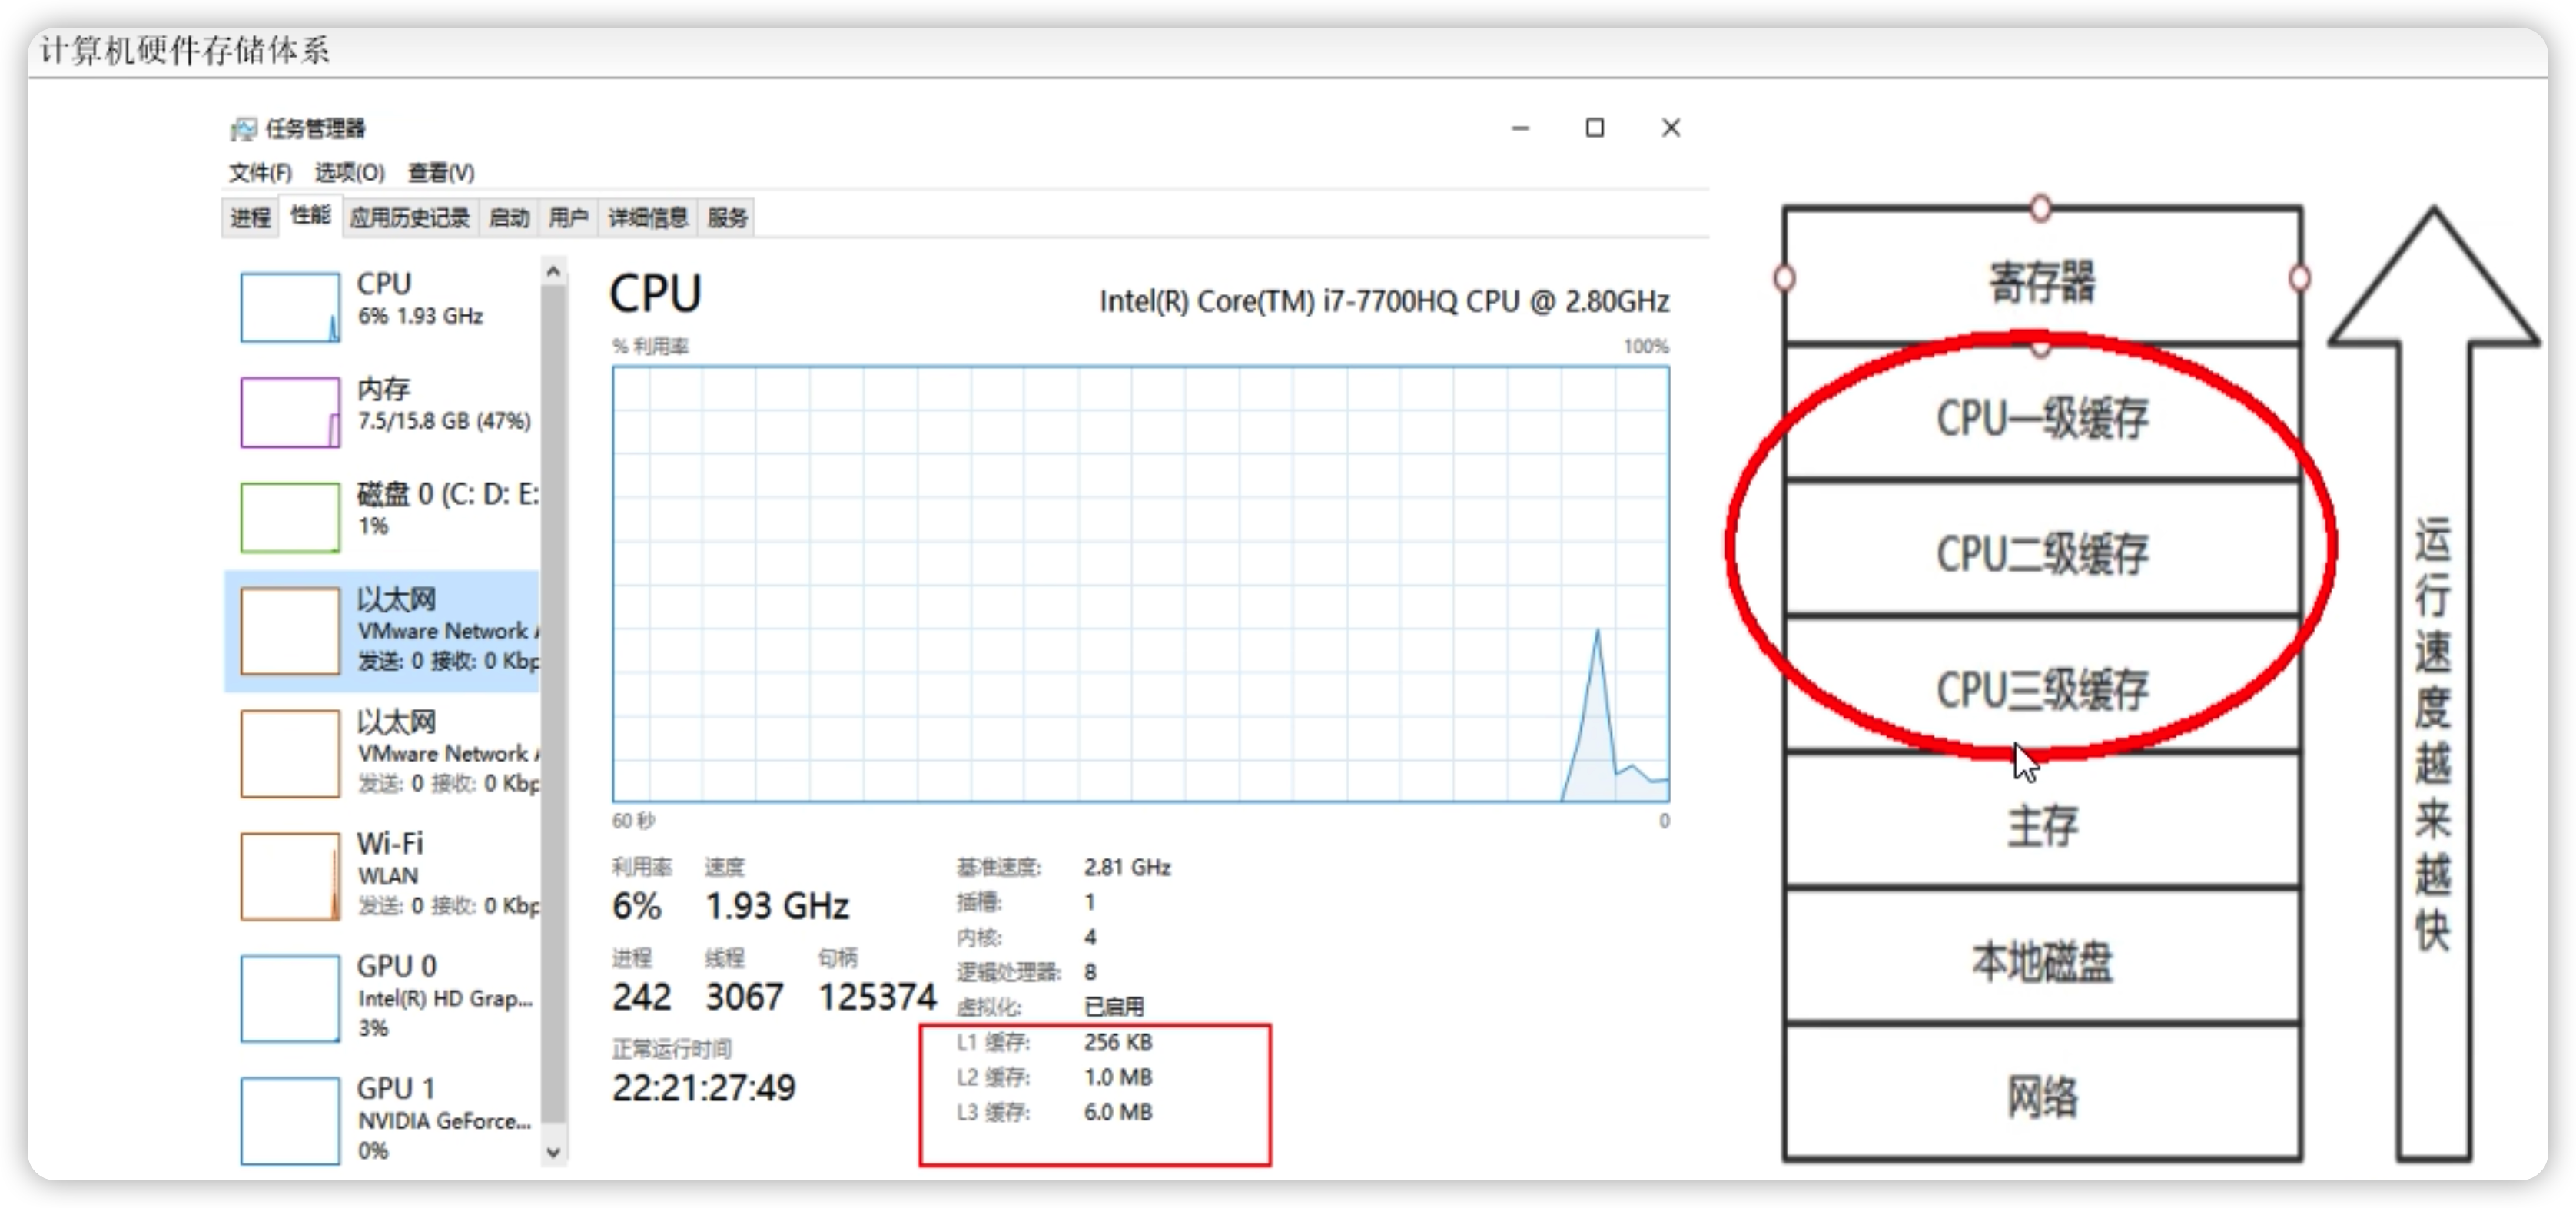 计算机硬件存储体系
任务管理器
文件(F) 选项(O) 查看(V)
进程 性能 应用历史记录 启动 用户 详细信息 服务
CPU
6% 1.93 GHz
内存
7.5/15.8 GB (47%)
磁盘 0 (C: D: E:
1%
以太网
VMware Network A
发送: 0 接收: 0 Kbp
以太网
VMware Network A
发送: 0 接收: 0 Kbp
Wi-Fi
WLAN
发送: 0 接收: 0 Kbp
GPU 0
Intel(R) HD Grap...
3%
GPU 1
NVIDIA GeForce...
0%
CPU
Intel(R) Core(TM) i7-7700HQ CPU @ 2.80GHz
% 利用率
100%
60 秒
0
利用率 速度
6% 1.93 GHz
进程 线程 句柄
242 3067 125374
正常运行时间
22:21:27:49
基准速度: 2.81 GHz
插槽: 1
内核: 4
逻辑处理器: 8
虚拟化: 已启用
L1 缓存: 256 KB
L2 缓存: 1.0 MB
L3 缓存: 6.0 MB
寄存器
CPU一级缓存
CPU二级缓存
CPU三级缓存
主存
本地磁盘
网络
运行速度越来越快